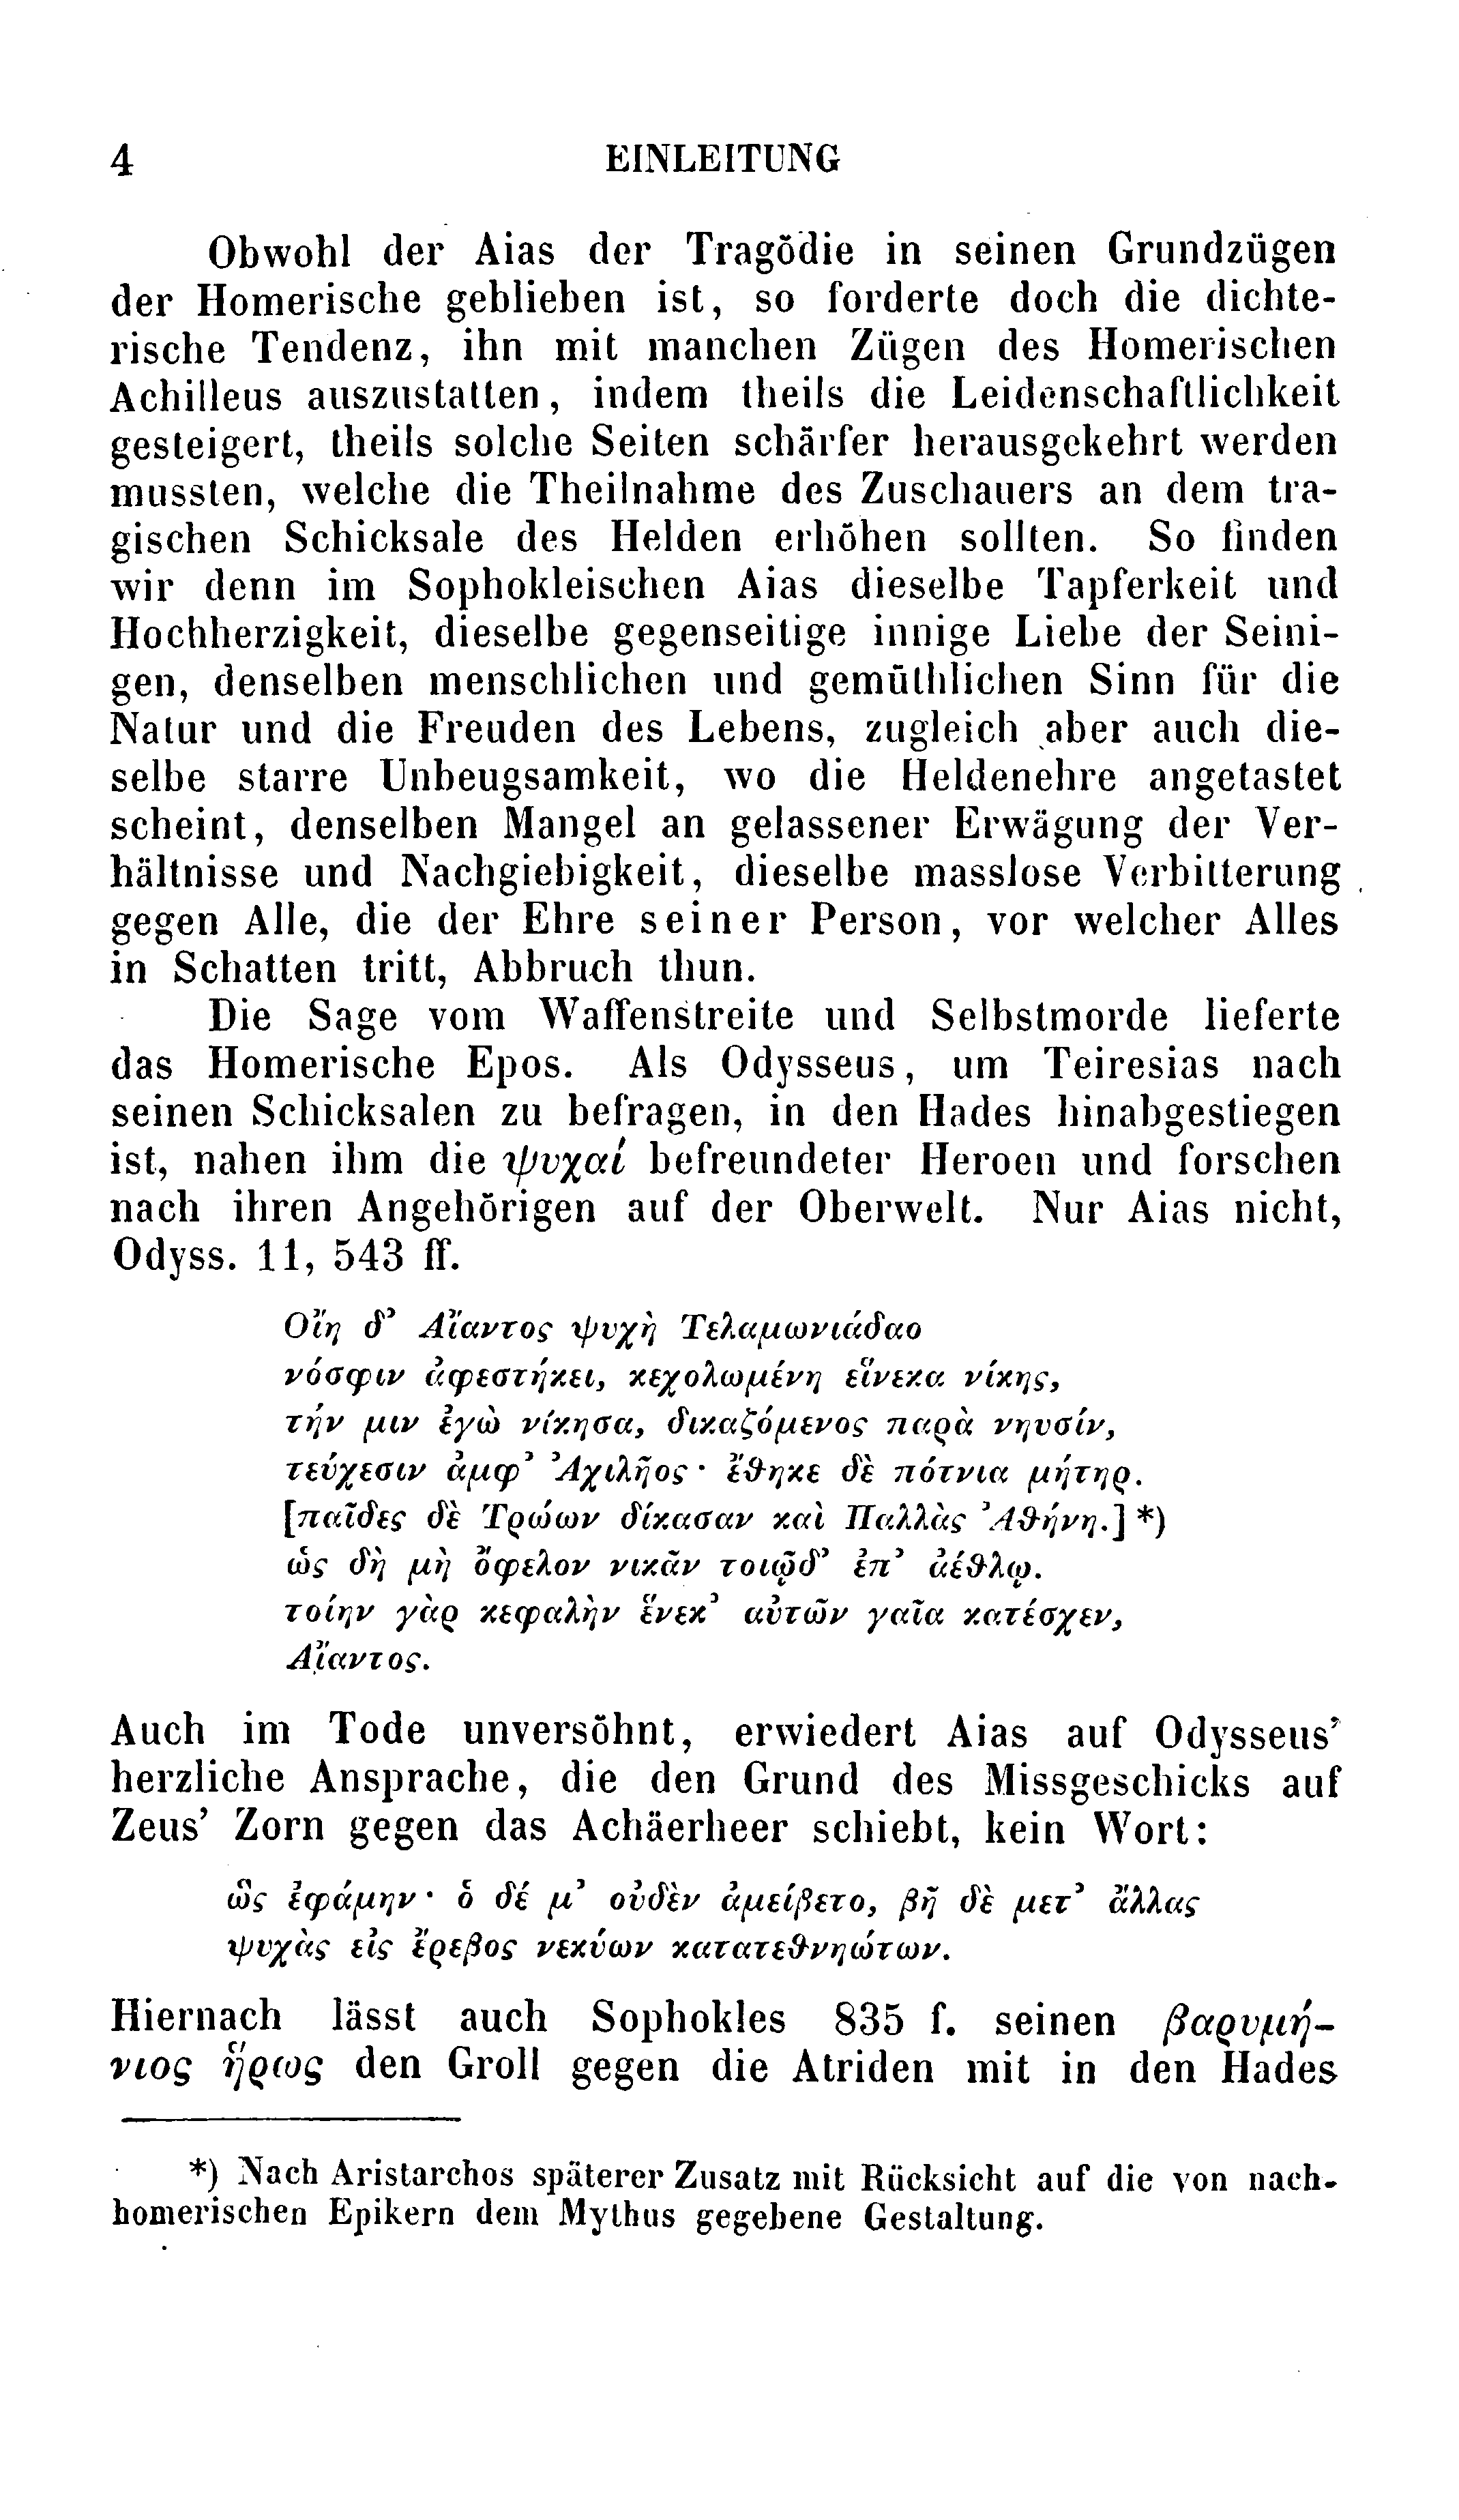 4 EINLEITUNG
Obwohl der Aias der Tragödie in seinen Grundzügen
der Homerische geblieben ist, so forderte doch die dichte-
rische Tendenz, ihn mit manchen Zügen des Homerischen
Achilleus auszustatten, indem theils die Leidenschaftlichkeit
gesteigert, theils solche Seiten schärfer herausgekehrt werden
mussten, welche die Theilnahme des Zuschauers an dem tra-
gischen Schicksale des Helden erhöhen sollten. So finden
wir denn im Sophokleischen Aias dieselbe Tapferkeit und
Hochherzigkeit, dieselbe gegenseitige innige Liebe der Seini-
gen, denselben menschlichen und gemüthlichen Sinn für die
Natur und die Freuden des Lebens, zugleich aber auch die-
selbe starre Unbeugsamkeit, wo die Heldenehre angetastet
scheint, denselben Mangel an gelassener Erwägung der Ver-
hältnisse und Nachgiebigkeit, dieselbe masslose Verbitterung
gegen Alle, die der Ehre seiner Person, vor welcher Alles
in Schatten tritt, Abbruch thun.
Die Sage vom Waffenstreite und Selbstmorde lieferte
das Homerische Epos. Als Odysseus, um Teiresias nach
seinen Schicksalen zu befragen, in den Hades hinabgestiegen
ist, nahen ihm die ψυχαί befreundeter Heroen und forschen
nach ihren Angehörigen auf der Oberwelt. Nur Aias nicht,
Odyss. 11, 543 ff.
Οἴη δ᾽ Αἴαντος ψυχὴ Τελαμωνιάδαο
νόσφιν ἀφεστήκει, κεχολωμένη εἵνεκα νίκης,
τήν μιν ἐγὼ νίκησα, δικαζόμενος παρὰ νηυσίν,
τεύχεσιν ἀμφ᾽ Ἀχιλῆος· ἔθηκε δὲ πότνια μήτηρ.
[παῖδες δὲ Τρώων δίκασαν καὶ Παλλὰς Ἀθήνη.] *)
ὡς δὴ μὴ ὄφελον νικᾶν τοιῷδ᾽ ἐπ᾽ ἀέθλῳ.
τοίην γὰρ κεφαλὴν ἕνεκ᾽ αὐτῶν γαῖα κατέσχεν,
Αἴαντος.
Auch im Tode unversöhnt, erwiedert Aias auf Odysseus'
herzliche Ansprache, die den Grund des Missgeschicks auf
Zeus' Zorn gegen das Achäerheer schiebt, kein Wort:
ὣς ἐφάμην· ὁ δέ μ᾽ οὐδὲν ἀμείβετο, βῆ δὲ μετ᾽ ἄλλας
ψυχὰς εἰς ἔρεβος νεκύων κατατεθνηώτων.
Hiernach lässt auch Sophokles 835 f. seinen βαρυμή-
νιος ἥρως den Groll gegen die Atriden mit in den Hades
*) Nach Aristarchos späterer Zusatz mit Rücksicht auf die von nach-
homerischen Epikern dem Mythus gegebene Gestaltung.